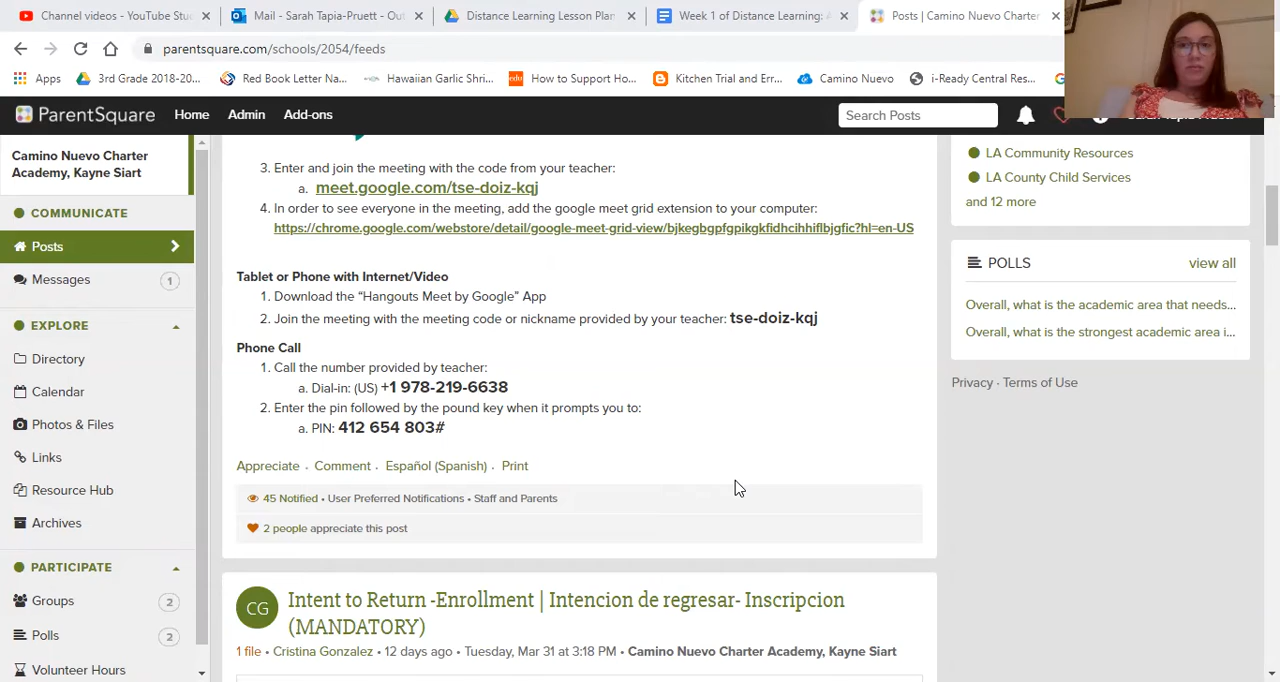 Channel videos - YouTube Stu
Mail - Sarah Tapia-Pruett - Out
Distance Learning Lesson Plan
Week 1 of Distance Learning: A
Posts | Camino Nuevo Charter
parentsquare.com/schools/2054/feeds
Apps
3rd Grade 2018-20...
Red Book Letter Na...
Hawaiian Garlic Shri...
edu
How to Support Ho...
Kitchen Trial and Err...
Camino Nuevo
i-Ready Central Res...
ParentSquare
Home
Admin
Add-ons
Search Posts
Camino Nuevo Charter
Academy, Kayne Siart
COMMUNICATE
Posts
Messages
1
EXPLORE
Directory
Calendar
Photos & Files
Links
Resource Hub
Archives
PARTICIPATE
Groups
2
Polls
2
Volunteer Hours
3. Enter and join the meeting with the code from your teacher:
a. meet.google.com/tse-doiz-kqj
4. In order to see everyone in the meeting, add the google meet grid extension to your computer:
https://chrome.google.com/webstore/detail/google-meet-grid-view/bjkegbgpfgpikgkfidhcihhiflbjgfic?hl=en-US
Tablet or Phone with Internet/Video
1. Download the “Hangouts Meet by Google” App
2. Join the meeting with the meeting code or nickname provided by your teacher: tse-doiz-kqj
Phone Call
1. Call the number provided by teacher:
a. Dial-in: (US) +1 978-219-6638
2. Enter the pin followed by the pound key when it prompts you to:
a. PIN: 412 654 803#
Appreciate . Comment . Español (Spanish) . Print
45 Notified • User Preferred Notifications • Staff and Parents
2 people appreciate this post
CG
Intent to Return -Enrollment | Intencion de regresar- Inscripcion
(MANDATORY)
1 file • Cristina Gonzalez • 12 days ago • Tuesday, Mar 31 at 3:18 PM • Camino Nuevo Charter Academy, Kayne Siart
LA Community Resources
LA County Child Services
and 12 more
POLLS
view all
Overall, what is the academic area that needs...
Overall, what is the strongest academic area i...
Privacy · Terms of Use